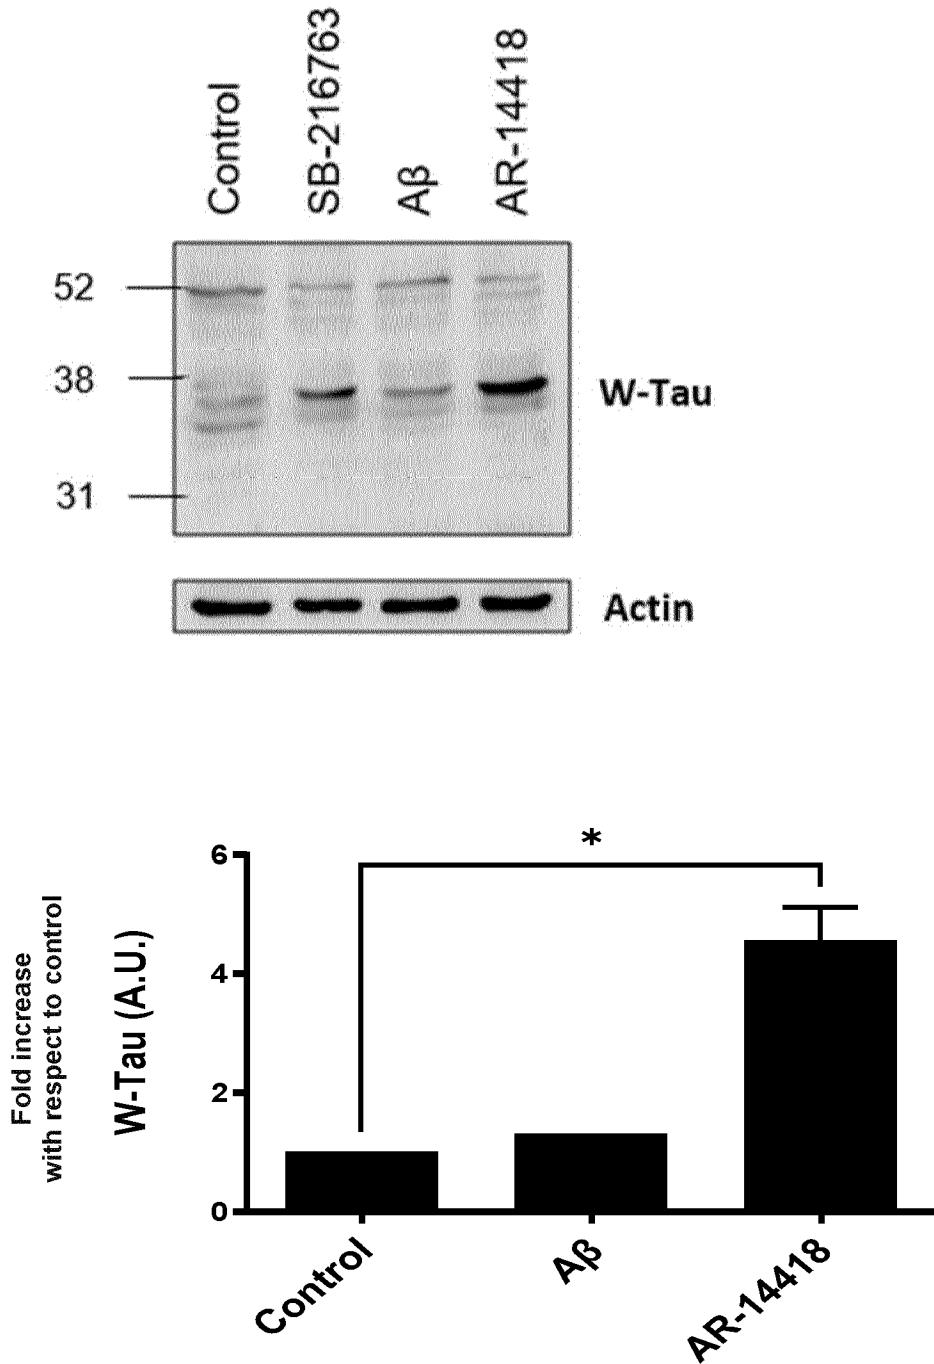 Control
SB-216763
Aβ
AR-14418
52
38
31
W-Tau
Actin
*
6
4
2
0
Fold increase
with respect to control
W-Tau (A.U.)
Control
Aβ
AR-14418